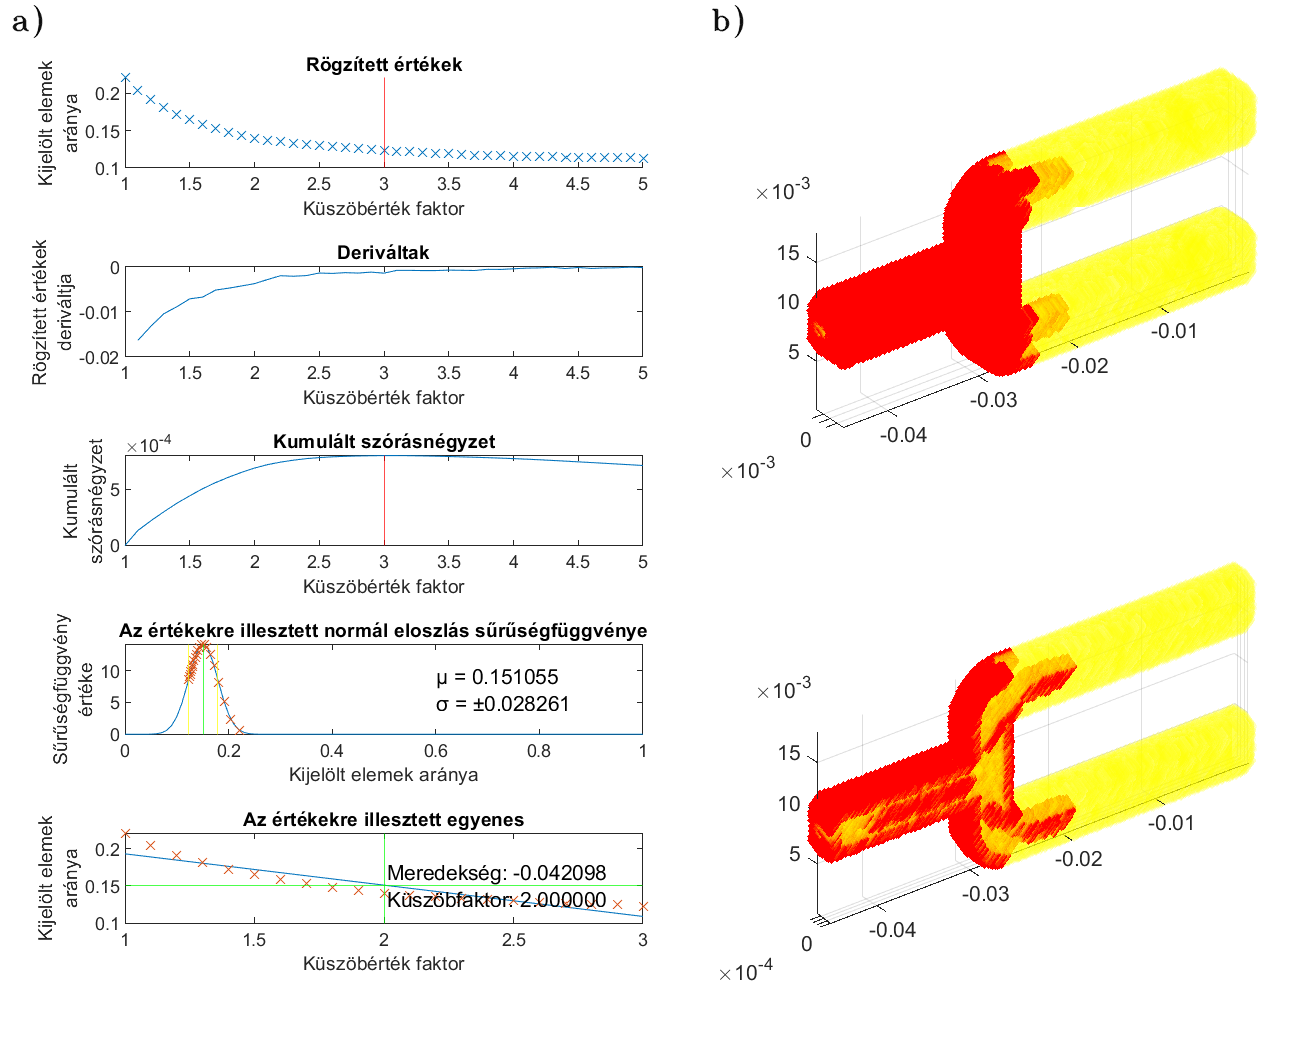 a)
Rögzített értékek
Kijelölt elemek
aránya
0.2
0.15
0.1
1 1.5 2 2.5 3 3.5 4 4.5 5
Küszöbérték faktor
Deriváltak
Rögzített értékek
deriváltja
0
-0.01
-0.02
1 1.5 2 2.5 3 3.5 4 4.5 5
Küszöbérték faktor
×10-4
Kumulált szórásnégyzet
Kumulált
szórásnégyzet
5
0
1 1.5 2 2.5 3 3.5 4 4.5 5
Küszöbérték faktor
Az értékekre illesztett normál eloszlás sűrűségfüggvénye
Sűrűségfüggvény
értéke
10
5
0
μ = 0.151055
σ = ±0.028261
0 0.2 0.4 0.6 0.8 1
Kijelölt elemek aránya
Az értékekre illesztett egyenes
Kijelölt elemek
aránya
0.2
0.15
0.1
Meredekség: -0.042098
Küszöbfaktor: 2.000000
1 1.5 2 2.5 3
Küszöbérték faktor
b)
×10-3
15
10
5
0
-0.01
-0.02
-0.03
-0.04
×10-3
×10-3
15
10
5
0
-0.01
-0.02
-0.03
-0.04
×10-4